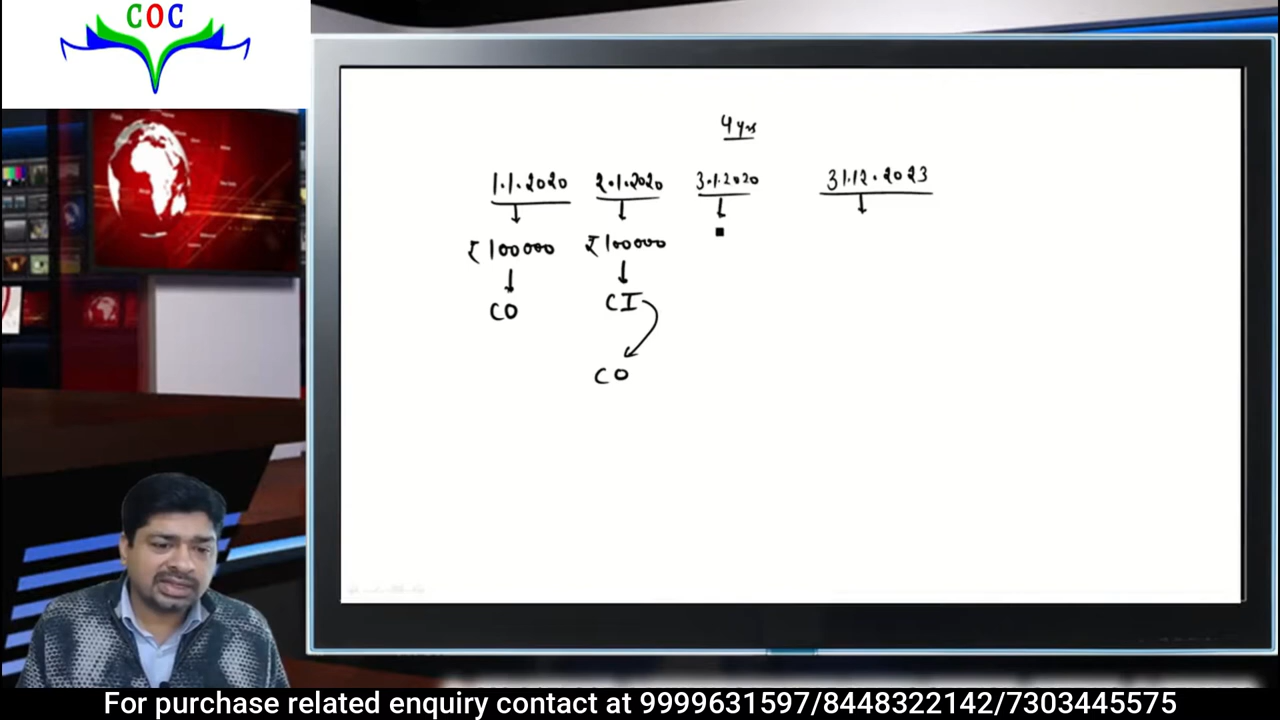 COC
4 yrs
1.1.2020 2.1.2020 3.1.2020 31.12.2023
₹100000 ₹100000
CO CI
CO
For purchase related enquiry contact at 9999631597/8448322142/7303445575